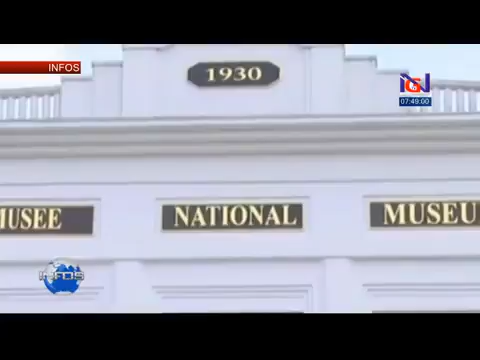 INFOS
1930
07:49:00
MUSEE NATIONAL MUSEU
INFOS